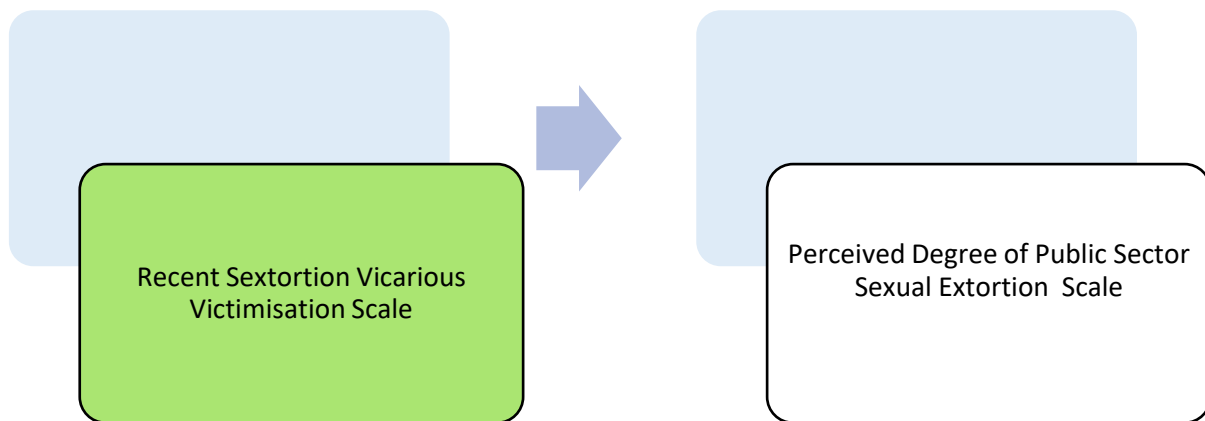 Recent Sextortion Vicarious
Victimisation Scale
Perceived Degree of Public Sector
Sexual Extortion  Scale